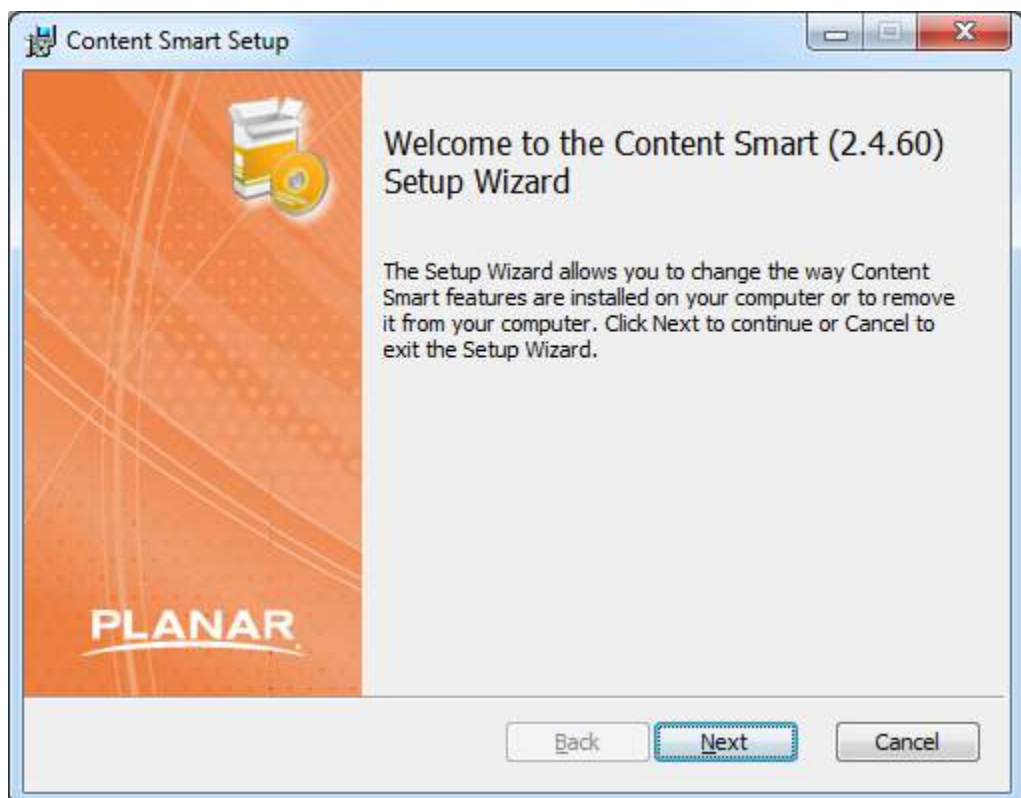 Content Smart Setup
Welcome to the Content Smart (2.4.60)
Setup Wizard
The Setup Wizard allows you to change the way Content
Smart features are installed on your computer or to remove
it from your computer. Click Next to continue or Cancel to
exit the Setup Wizard.
PLANAR
Back Next Cancel